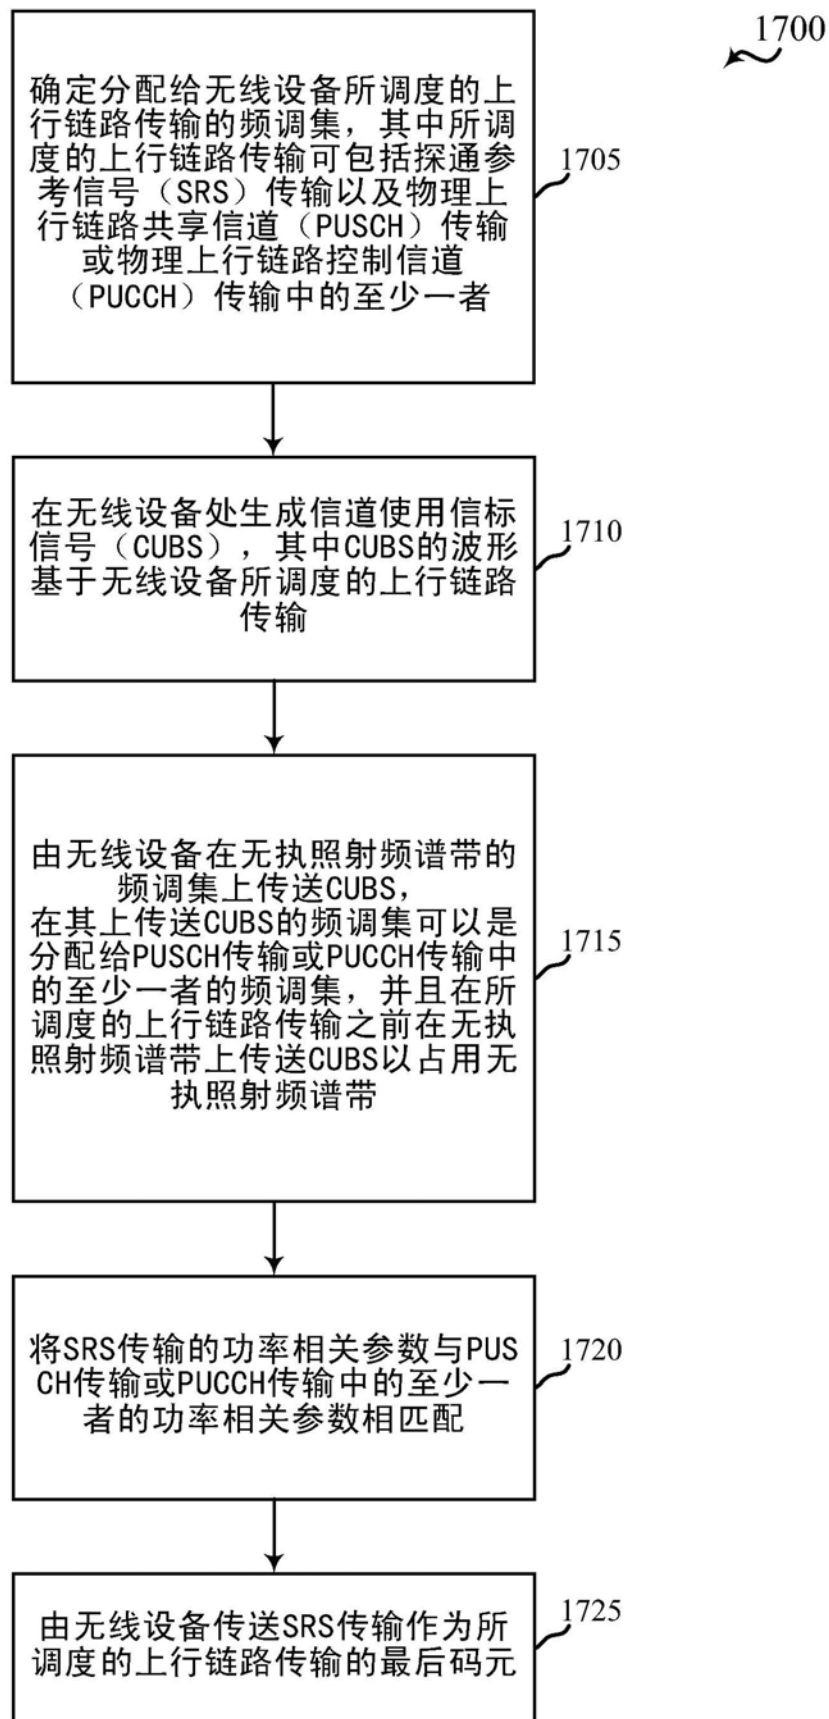 1700
确定分配给无线设备所调度的上
行链路传输的频调集，其中所调
度的上行链路传输可包括探通参
考信号（SRS）传输以及物理上
行链路共享信道（PUSCH）传输
或物理上行链路控制信道
（PUCCH）传输中的至少一者
1705
在无线设备处生成信道使用信标
信号（CUBS），其中CUBS的波形
基于无线设备所调度的上行链路
传输
1710
由无线设备在无执照射频谱带的
频调集上传送CUBS，
在其上传送CUBS的频调集可以是
分配给PUSCH传输或PUCCH传输中
的至少一者的频调集，并且在所
调度的上行链路传输之前在无执
照射频谱带上传送CUBS以占用无
执照射频谱带
1715
将SRS传输的功率相关参数与PUS
CH传输或PUCCH传输中的至少一
者的功率相关参数相匹配
1720
由无线设备传送SRS传输作为所
调度的上行链路传输的最后码元
1725